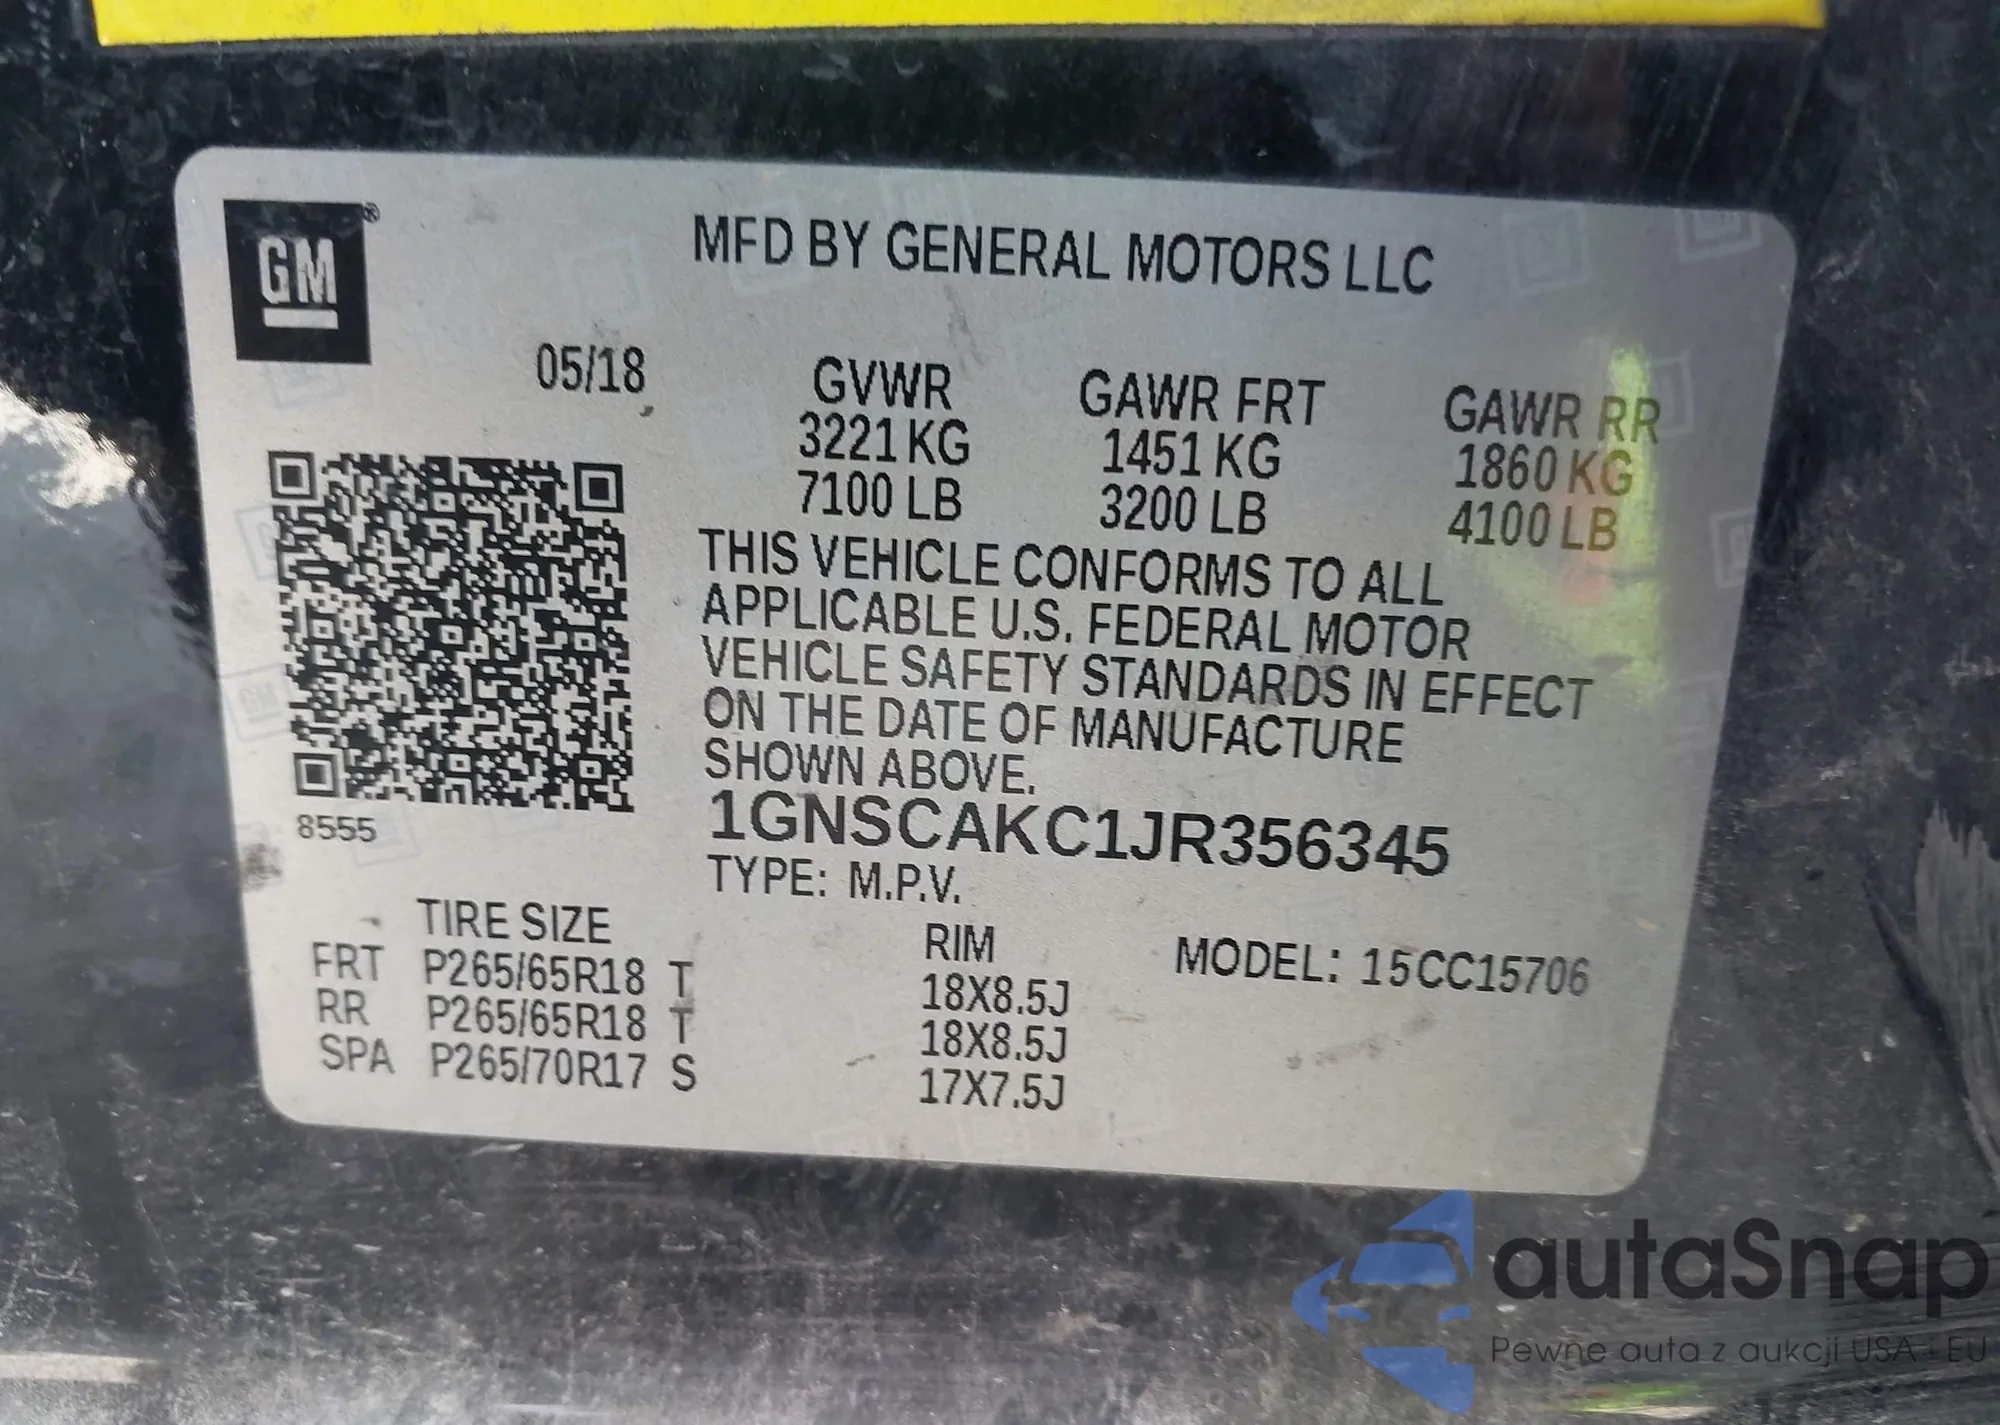 GM®
MFD BY GENERAL MOTORS LLC
05/18
GVWR GAWR FRT GAWR RR
3221 KG 1451 KG 1860 KG
7100 LB 3200 LB 4100 LB
THIS VEHICLE CONFORMS TO ALL
APPLICABLE U.S. FEDERAL MOTOR
VEHICLE SAFETY STANDARDS IN EFFECT
ON THE DATE OF MANUFACTURE
SHOWN ABOVE.
8555
1GNSCAKC1JR356345
TYPE: M.P.V.
TIRE SIZE RIM MODEL: 15CC15706
FRT P265/65R18 T 18X8.5J
RR P265/65R18 T 18X8.5J
SPA P265/70R17 S 17X7.5J
autaSnap
Pewne auta z aukcji USA i EU